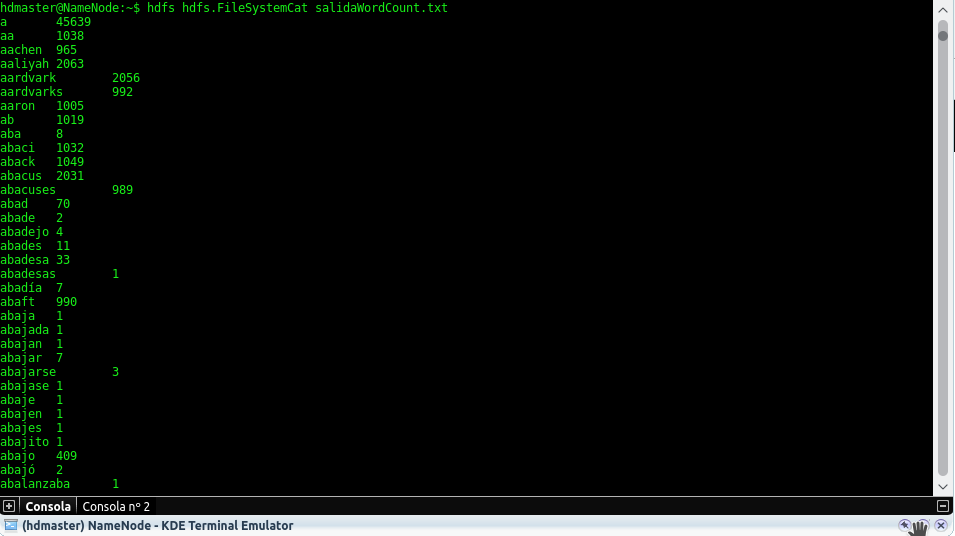 hdmaster@NameNode:~$ hdfs hdfs.FileSystemCat salidaWordCount.txt
a 45639
aa 1038
aachen 965
aaliyah 2063
aardvark 2056
aardvarks 992
aaron 1005
ab 1019
aba 8
abaci 1032
aback 1049
abacus 2031
abacuses 989
abad 70
abade 2
abadejo 4
abades 11
abadesa 33
abadesas 1
abadía 7
abaft 990
abaja 1
abajada 1
abajan 1
abajar 7
abajarse 3
abajase 1
abaje 1
abajen 1
abajes 1
abajito 1
abajo 409
abajó 2
abalanzaba 1
Consola Consola nº 2
(hdmaster) NameNode - KDE Terminal Emulator